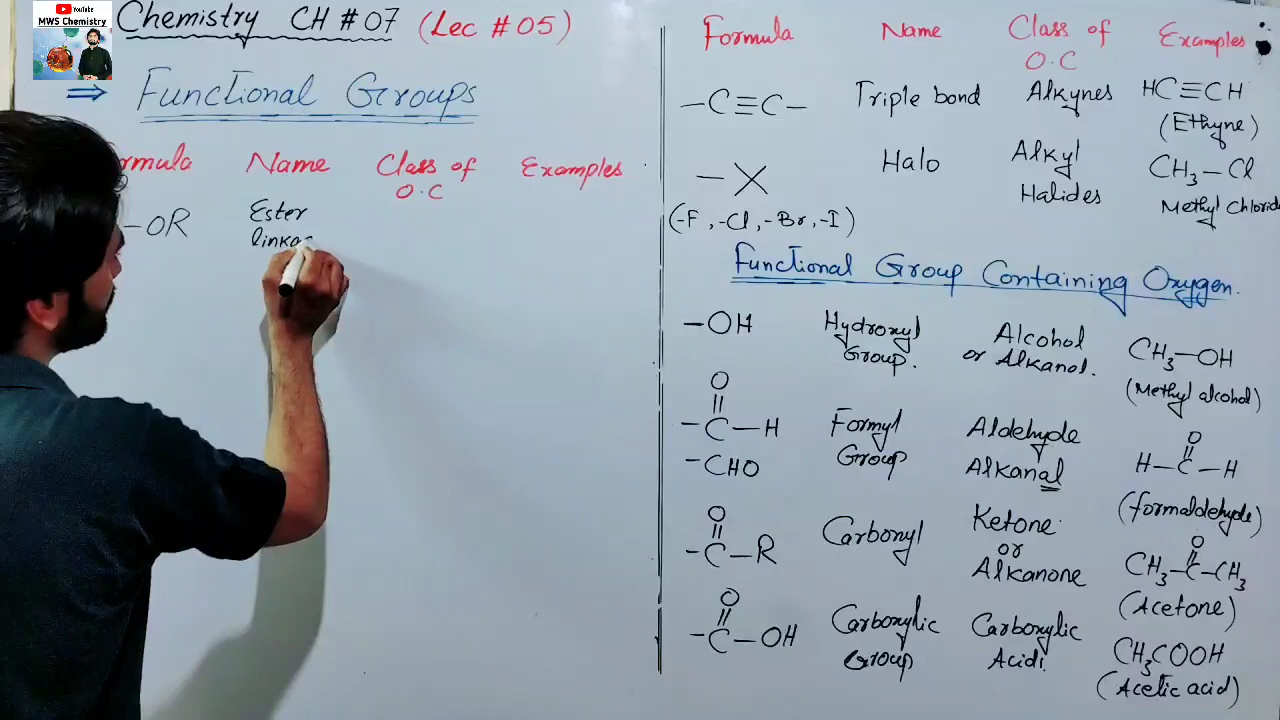 YouTube
MWS Chemistry
Chemistry CH # 07 (Lec # 05)
⇒ Functional Groups
Name Class of O.C Examples
-OR Ester
Formula Name Class of O.C Examples
-C≡C- Triple bond Alkynes HC≡CH
(Ethyne)
-X Halo Alkyl Halides CH3-Cl
(-F, -Cl, -Br, -I) Methyl Chloride
Functional Group Containing Oxygen.
-OH Hydroxyl Group. Alcohol or Alkanol. CH3-OH
(Methyl alcohol)
O
-C-H Formyl Group Aldehyde
-CHO Alkanal
O
H-C-H
(formaldehyde)
O
-C-R Carbonyl Ketone or Alkanone
O
CH3-C-CH3
(Acetone)
O
-C-OH Carboxylic Group Carboxylic Acid. CH3COOH
(Acetic acid)